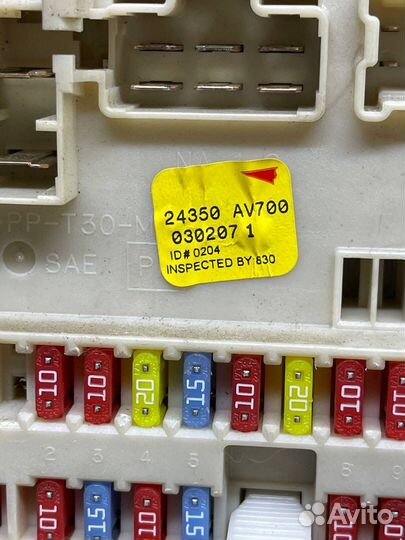 24350 AV700
030207 1
ID# 0204
INSPECTED BY 830
PP-T30-M
SAE P
10 10 20 15 10 20 10
2 3 4 5 8 9
10 15 10 15 10 10
Avito